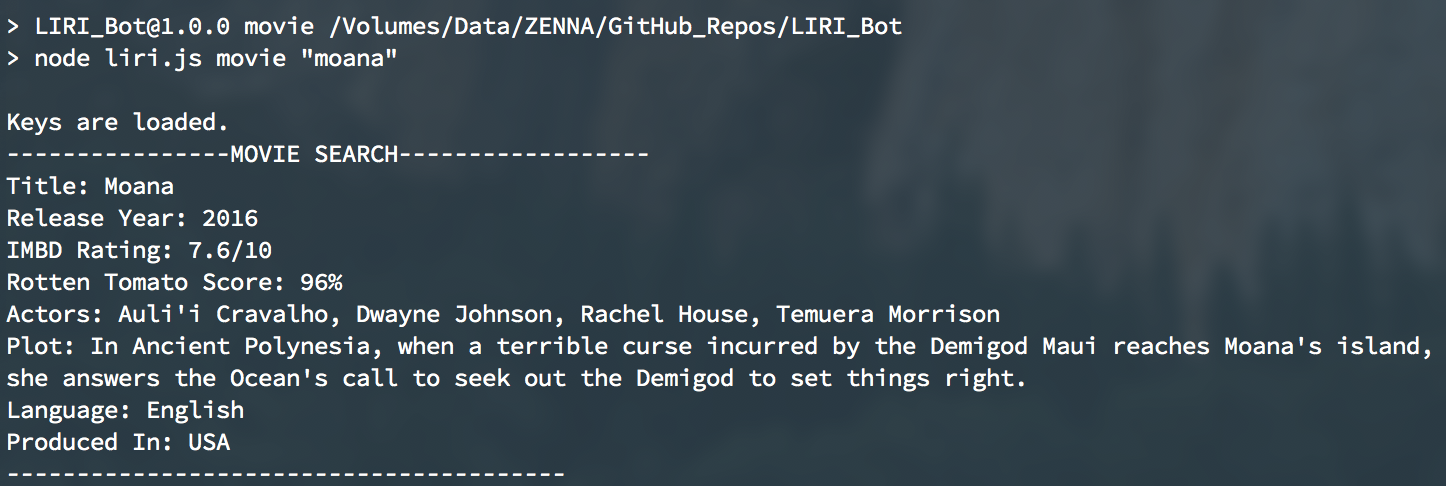 > LIRI_Bot@1.0.0 movie /Volumes/Data/ZENNA/GitHub_Repos/LIRI_Bot
> node liri.js movie "moana"
Keys are loaded.
----------------MOVIE SEARCH------------------
Title: Moana
Release Year: 2016
IMBD Rating: 7.6/10
Rotten Tomato Score: 96%
Actors: Auli'i Cravalho, Dwayne Johnson, Rachel House, Temuera Morrison
Plot: In Ancient Polynesia, when a terrible curse incurred by the Demigod Maui reaches Moana's island,
she answers the Ocean's call to seek out the Demigod to set things right.
Language: English
Produced In: USA
----------------------------------------